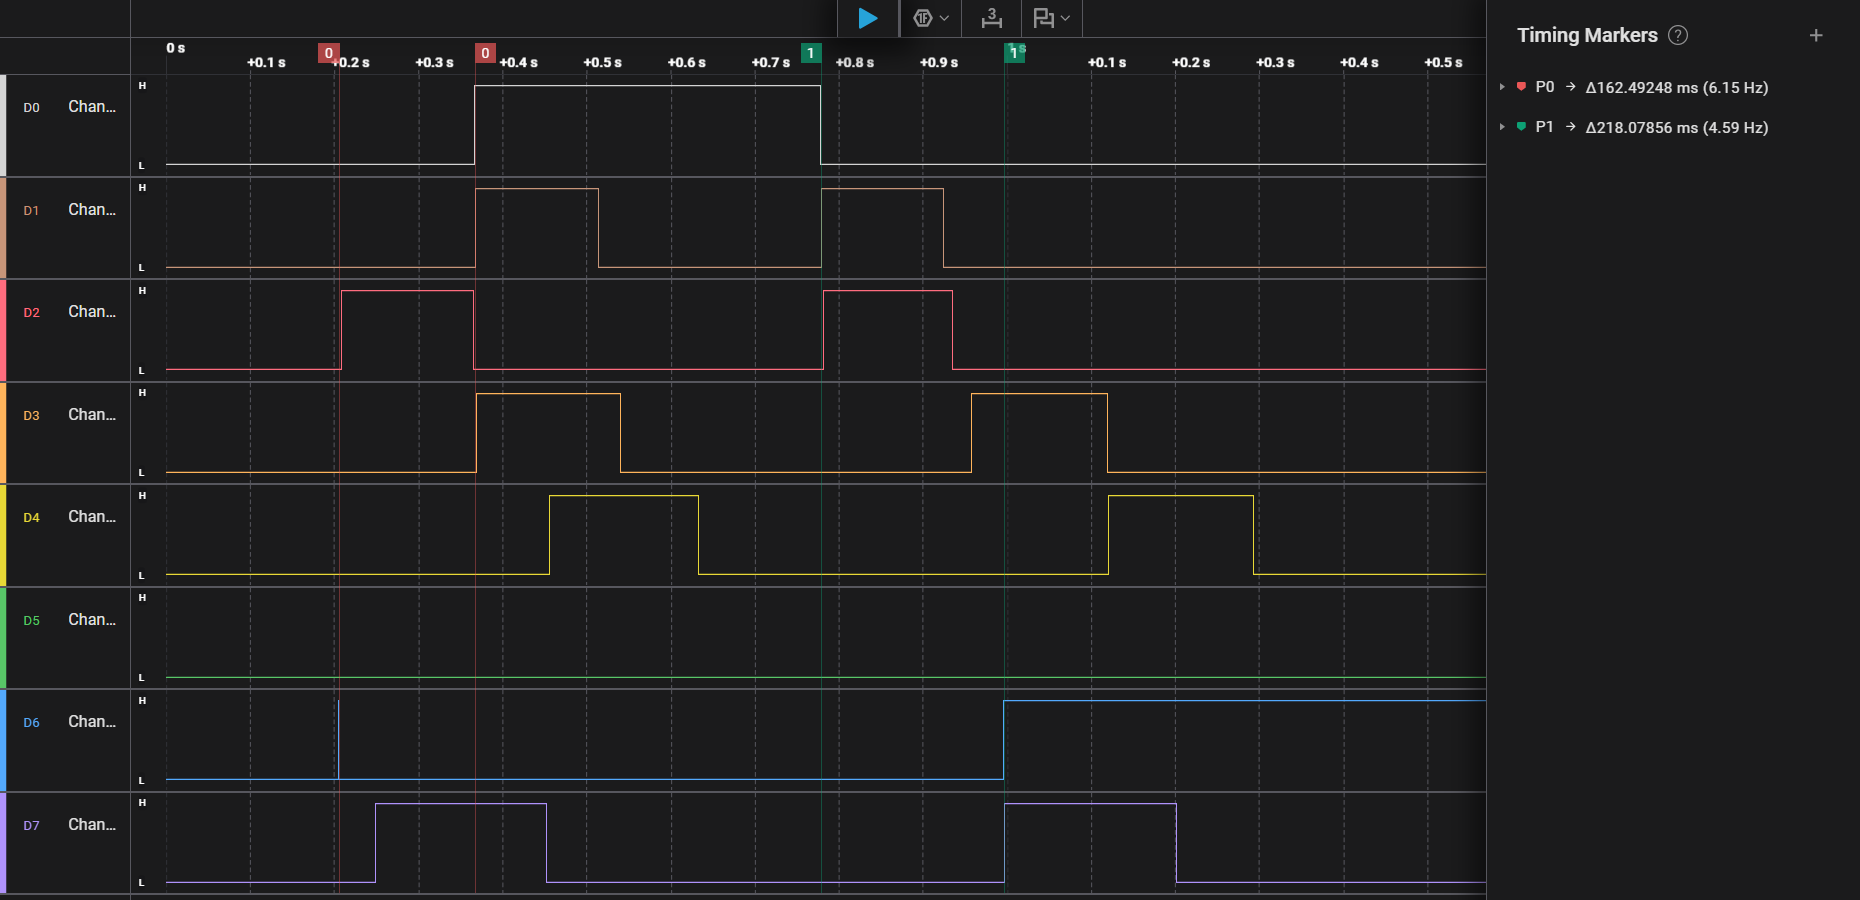 3
Timing Markers ?
0 s 0 0 1 1 1 s
+0.1 s +0.2 s +0.3 s +0.4 s +0.5 s +0.6 s +0.7 s +0.8 s +0.9 s +0.1 s +0.2 s +0.3 s +0.4 s +0.5 s
P0 → Δ162.49248 ms (6.15 Hz)
P1 → Δ218.07856 ms (4.59 Hz)
H
D0 Chan...
L
H
D1 Chan...
L
H
D2 Chan...
L
H
D3 Chan...
L
H
D4 Chan...
L
H
D5 Chan...
L
H
D6 Chan...
L
H
D7 Chan...
L